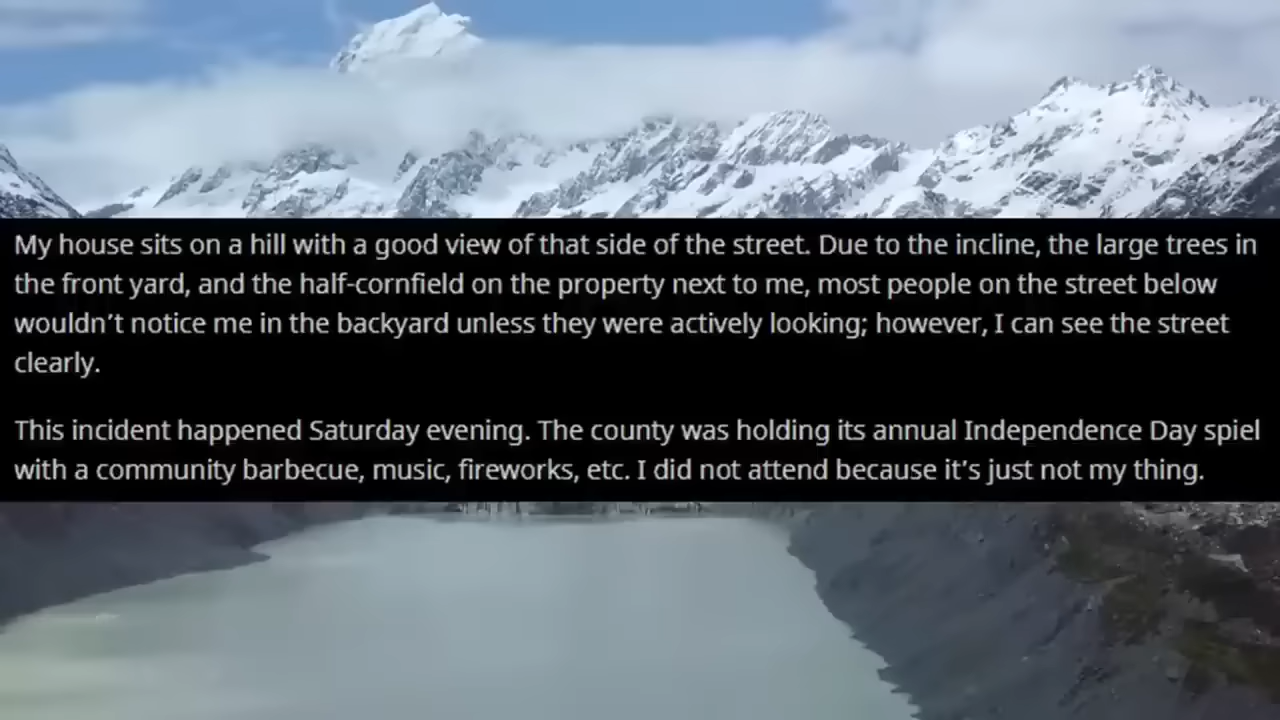 My house sits on a hill with a good view of that side of the street. Due to the incline, the large trees in
the front yard, and the half-cornfield on the property next to me, most people on the street below
wouldn’t notice me in the backyard unless they were actively looking; however, I can see the street
clearly.
This incident happened Saturday evening. The county was holding its annual Independence Day spiel
with a community barbecue, music, fireworks, etc. I did not attend because it’s just not my thing.